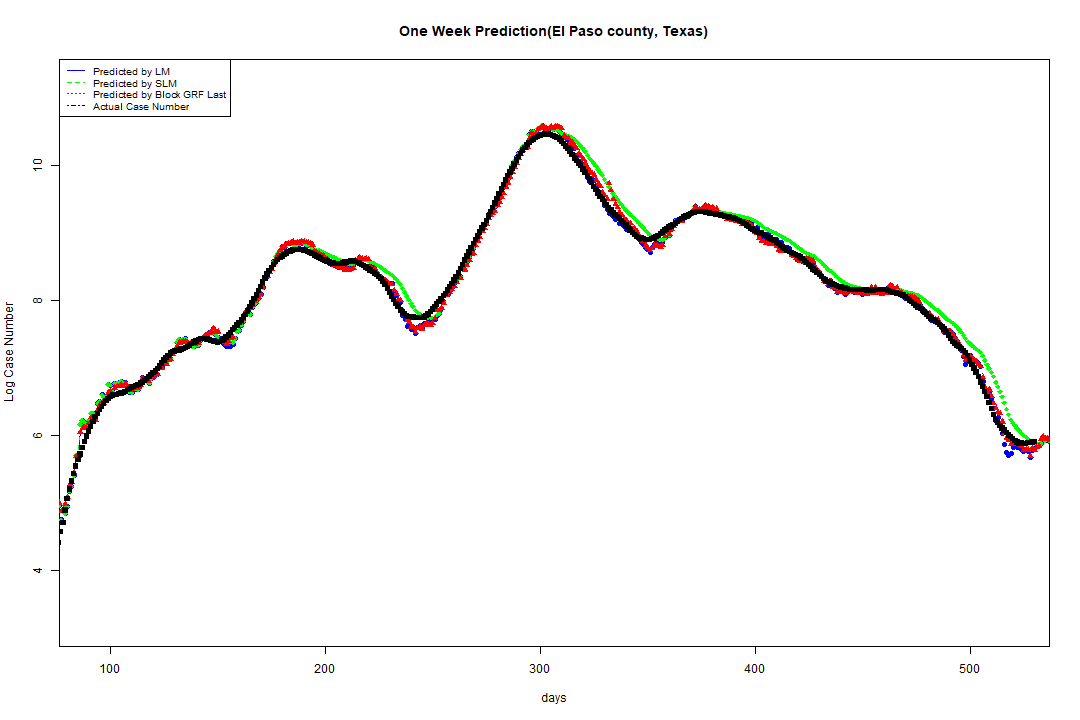 One Week Prediction(El Paso county, Texas)
Predicted by LM
Predicted by SLM
Predicted by Block GRF Last
Actual Case Number
Log Case Number
10
8
6
4
100 200 300 400 500
days